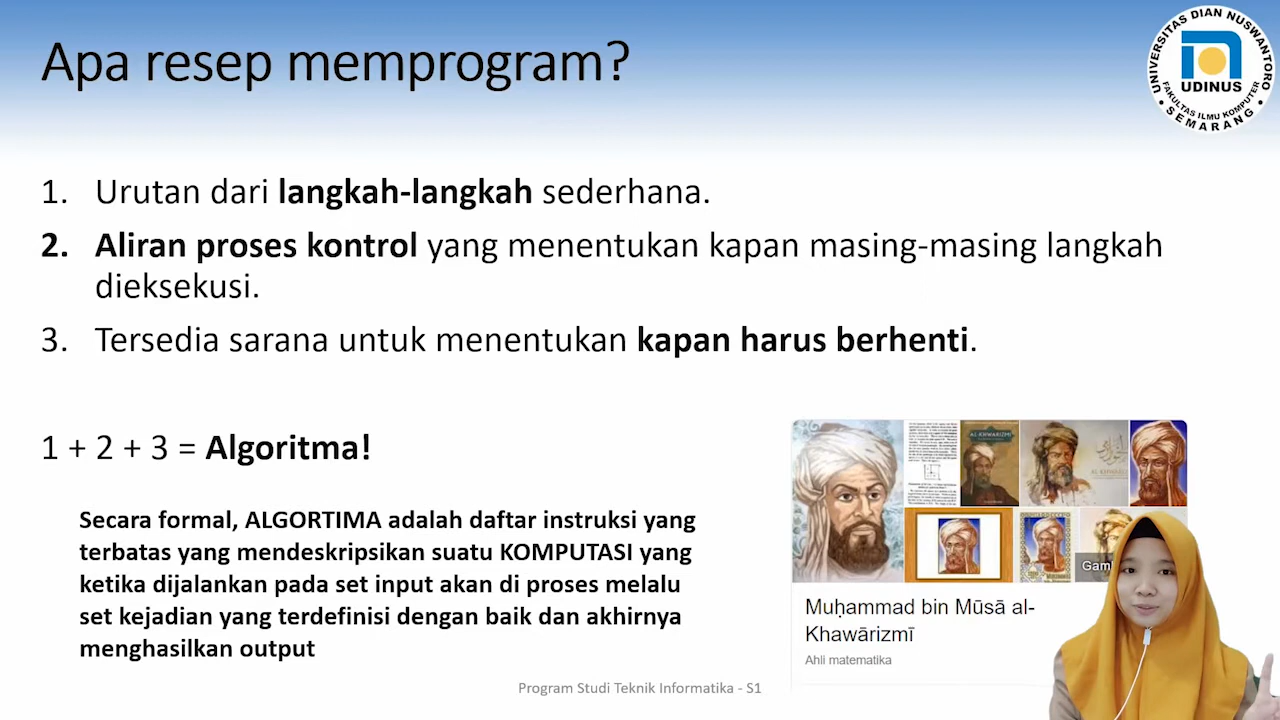 Apa resep memprogram?
UNIVERSITAS DIAN NUSWANTORO
UDINUS
FAKULTAS ILMU KOMPUTER
• SEMARANG •
1. Urutan dari langkah-langkah sederhana.
2. Aliran proses kontrol yang menentukan kapan masing-masing langkah
dieksekusi.
3. Tersedia sarana untuk menentukan kapan harus berhenti.
1 + 2 + 3 = Algoritma!
Secara formal, ALGORTIMA adalah daftar instruksi yang
terbatas yang mendeskripsikan suatu KOMPUTASI yang
ketika dijalankan pada set input akan di proses melalu
set kejadian yang terdefinisi dengan baik dan akhirnya
menghasilkan output
AL-KHWARIZMI
Muḥammad bin Mūsā al-
Khawārizmī
Ahli matematika
Program Studi Teknik Informatika - S1